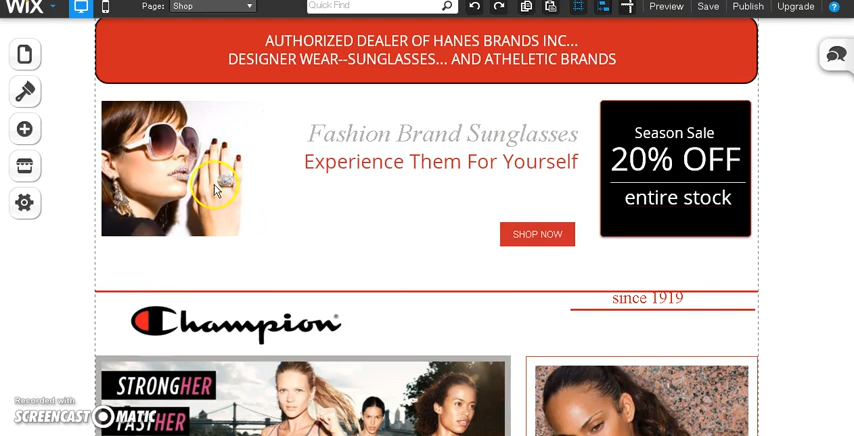 WiX
Page: Shop
Quick Find
Preview
Save
Publish
Upgrade
?
AUTHORIZED DEALER OF HANES BRANDS INC...
DESIGNER WEAR--SUNGLASSES... AND ATHELETIC BRANDS
Fashion Brand Sunglasses
Experience Them For Yourself
SHOP NOW
Season Sale
20% OFF
entire stock
since 1919
Champion
STRONGHER
FASTHER
Recorded with
SCREENCAST MATIC